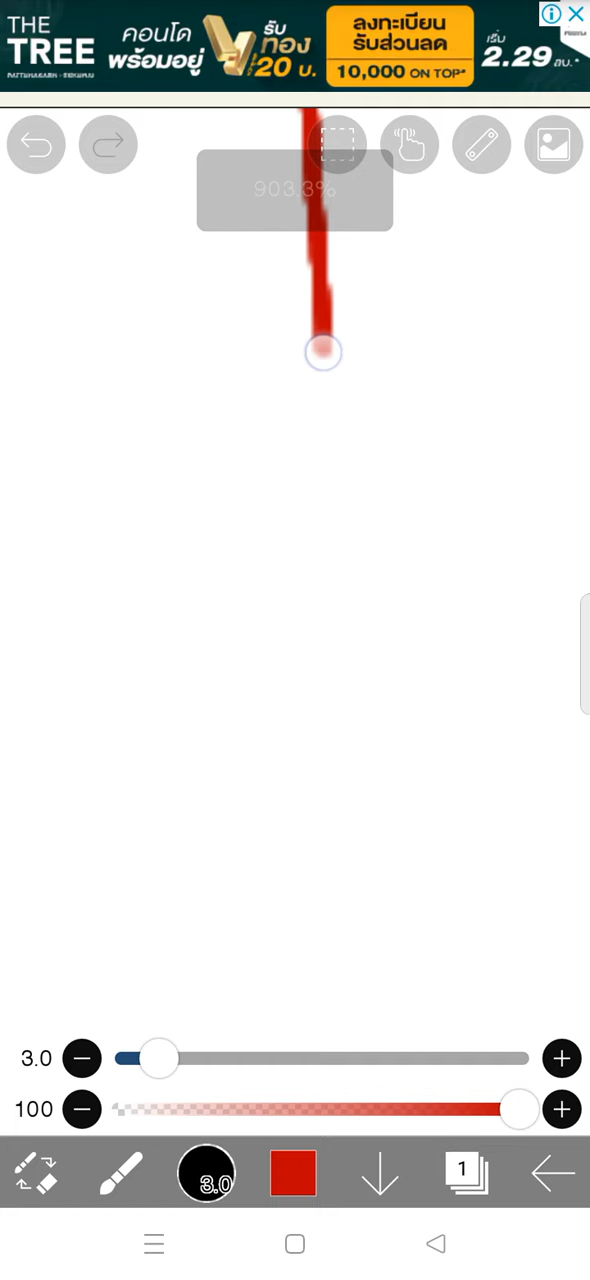 THE
TREE
คอนโด
พร้อมอยู่
รับ
ทอง
20 บ.
ลงทะเบียน
รับส่วนลด
10,000 ON TOP*
เริ่ม
2.29 ลบ.*
903.3%
3.0
100
3.0
1